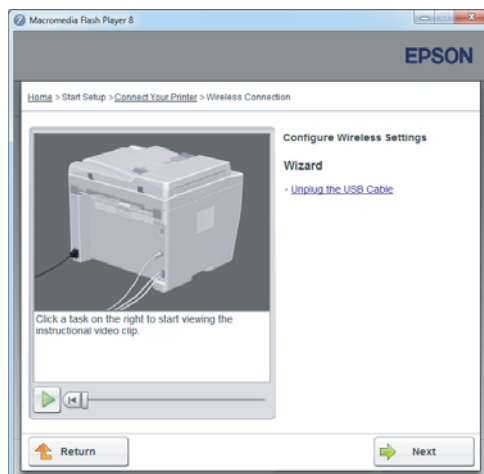 Macromedia Flash Player 8
EPSON
Home > Start Setup > Connect Your Printer > Wireless Connection
Configure Wireless Settings
Wizard
- Unplug the USB Cable
Click a task on the right to start viewing the
instructional video clip.
Return
Next